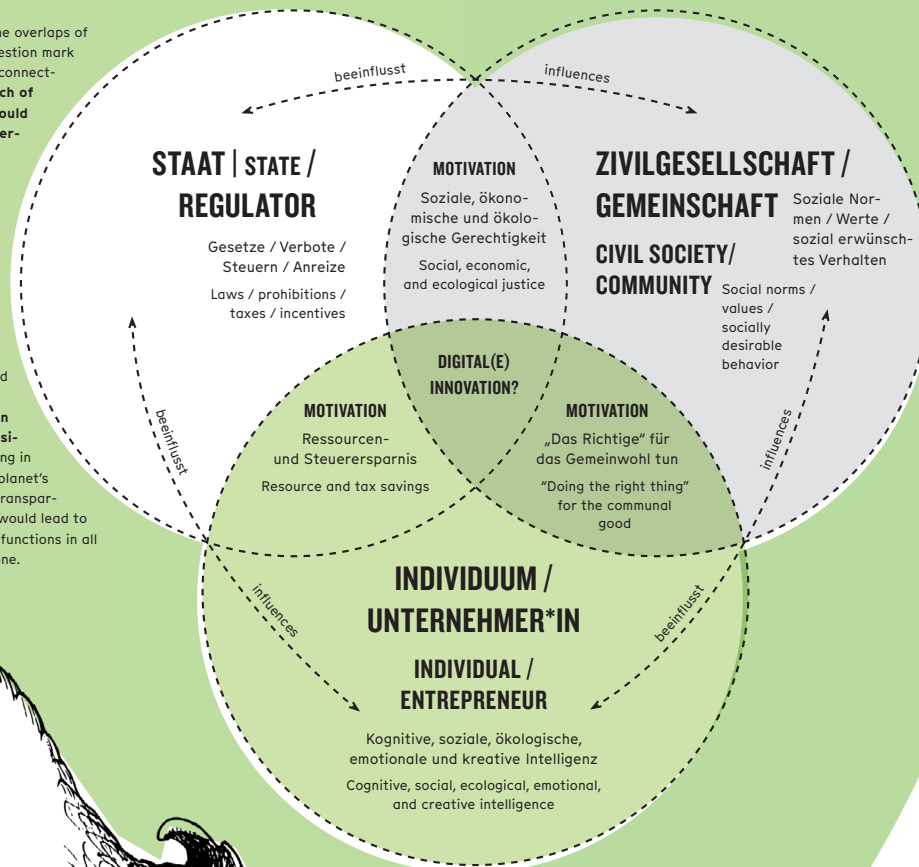 ne overlaps of
estion mark
connect-
ch of
ould
er-
d
n
si-
ng in
planet's
ranspar-
would lead to
functions in all
one.
beeinflusst
influences
STAAT | STATE /
REGULATOR
Gesetze / Verbote /
Steuern / Anreize
Laws / prohibitions /
taxes / incentives
MOTIVATION
Soziale, ökono-
mische und ökolo-
gische Gerechtigkeit
Social, economic,
and ecological justice
ZIVILGESELLSCHAFT /
GEMEINSCHAFT
Soziale Nor-
men / Werte /
sozial erwünsch-
tes Verhalten
CIVIL SOCIETY/
COMMUNITY
Social norms /
values /
socially
desirable
behavior
DIGITAL(E)
INNOVATION?
beeinflusst
MOTIVATION
Ressourcen-
und Steuerersparnis
Resource and tax savings
MOTIVATION
„Das Richtige“ für
das Gemeinwohl tun
“Doing the right thing”
for the communal
good
influences
influences
beeinflusst
INDIVIDUUM /
UNTERNEHMER*IN
INDIVIDUAL /
ENTREPRENEUR
Kognitive, soziale, ökologische,
emotionale und kreative Intelligenz
Cognitive, social, ecological, emotional,
and creative intelligence